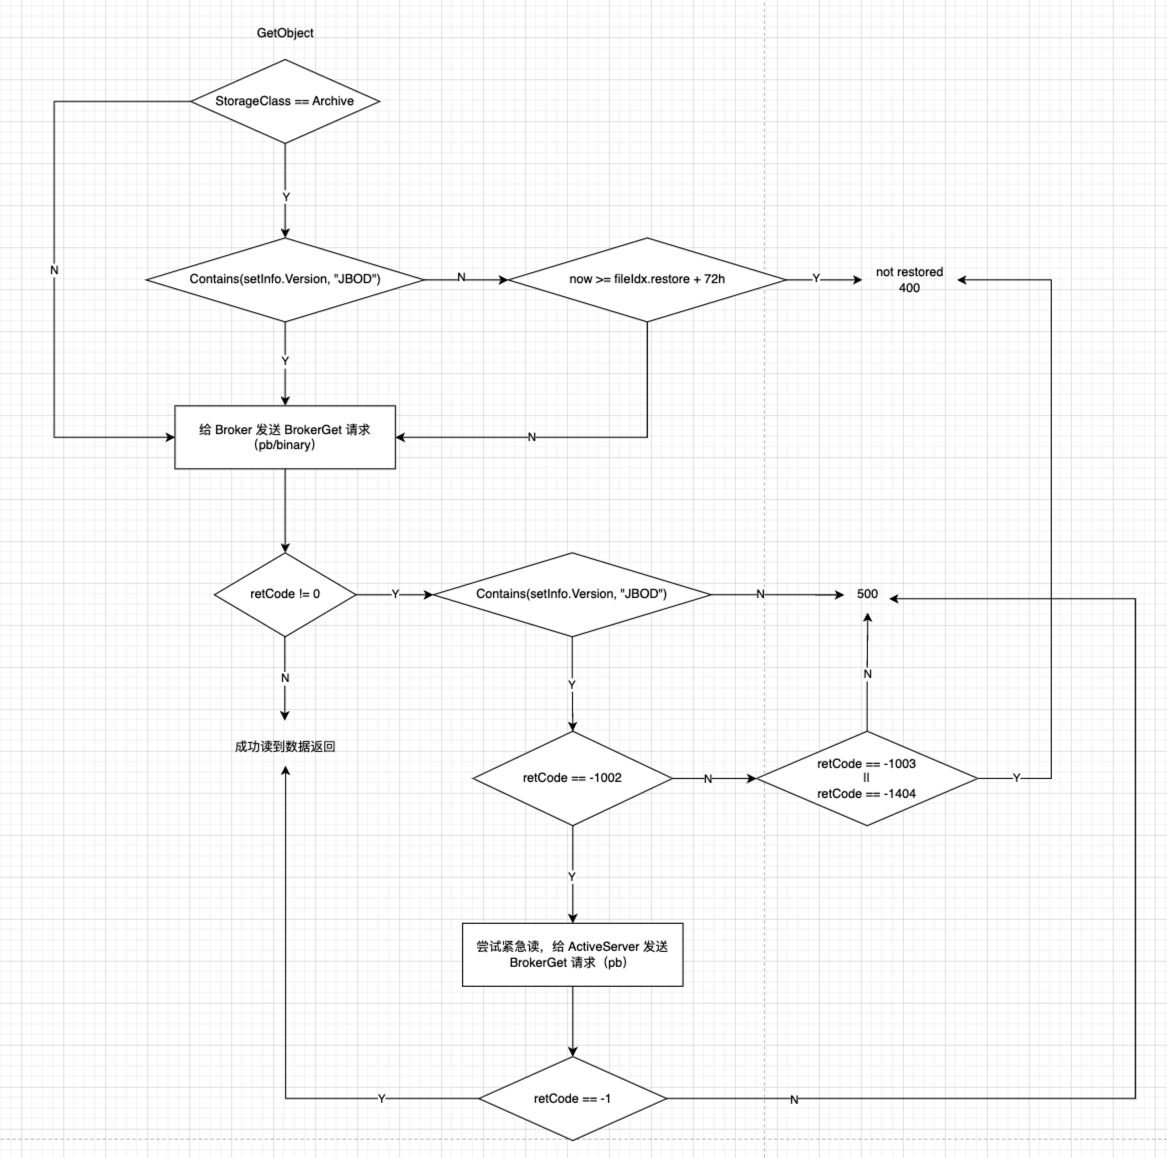 GetObject
StorageClass == Archive
Y
N
Contains(setInfo.Version, "JBOD")
N
now >= fileIdx.restore + 72h
Y
not restored
400
Y
给 Broker 发送 BrokerGet 请求
（pb/binary）
N
retCode != 0
Y
Contains(setInfo.Version, "JBOD")
N
500
N
Y
N
成功读到数据返回
retCode == -1002
N
retCode == -1003
||
retCode == -1404
Y
Y
尝试紧急读，给 ActiveServer 发送
BrokerGet 请求（pb）
Y
retCode == -1
N